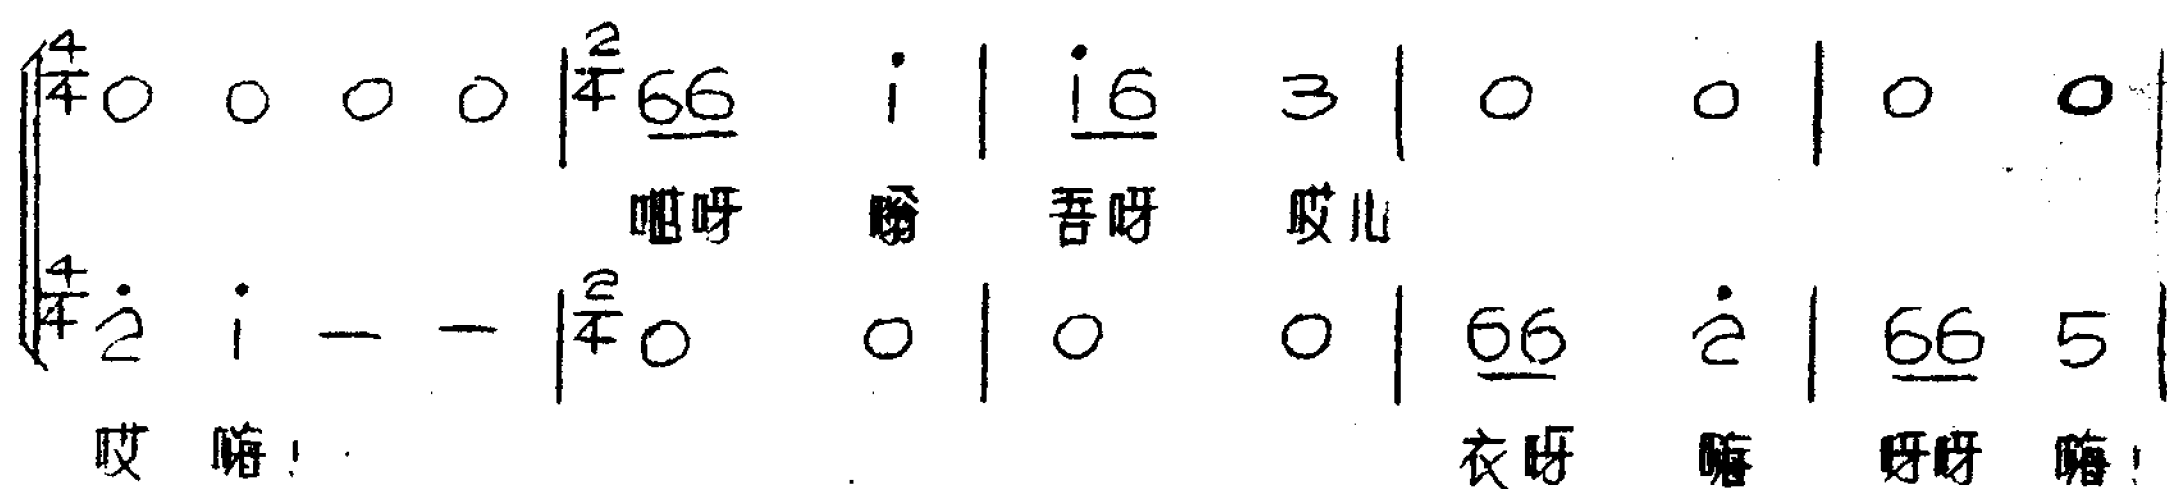 4/4 0 0 0 0 | 2/4 66 i̇ | i̇6 3 | 0 0 | 0 0 |
呀 嗡 吾呀 哎儿
4/4 2̇ i̇ — — | 2/4 0 0 | 0 0 | 66 2̇ | 66 5 |
哎 嗨! 衣呀 嗨 呀呀 嗨!